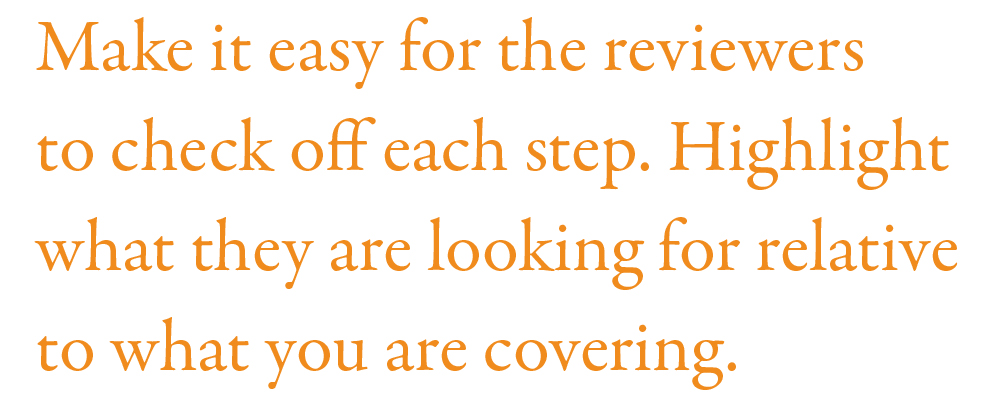 Make it easy for the reviewers
to check off each step. Highlight
what they are looking for relative
to what you are covering.